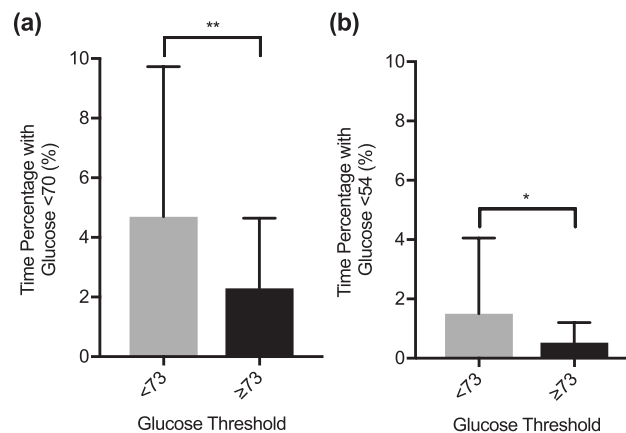 (a)
**
Time Percentage with
Glucose <70 (%)
10
8
6
4
2
0
<73
≥73
Glucose Threshold
(b)
*
Time Percentage with
Glucose <54 (%)
10
8
6
4
2
0
<73
≥73
Glucose Threshold